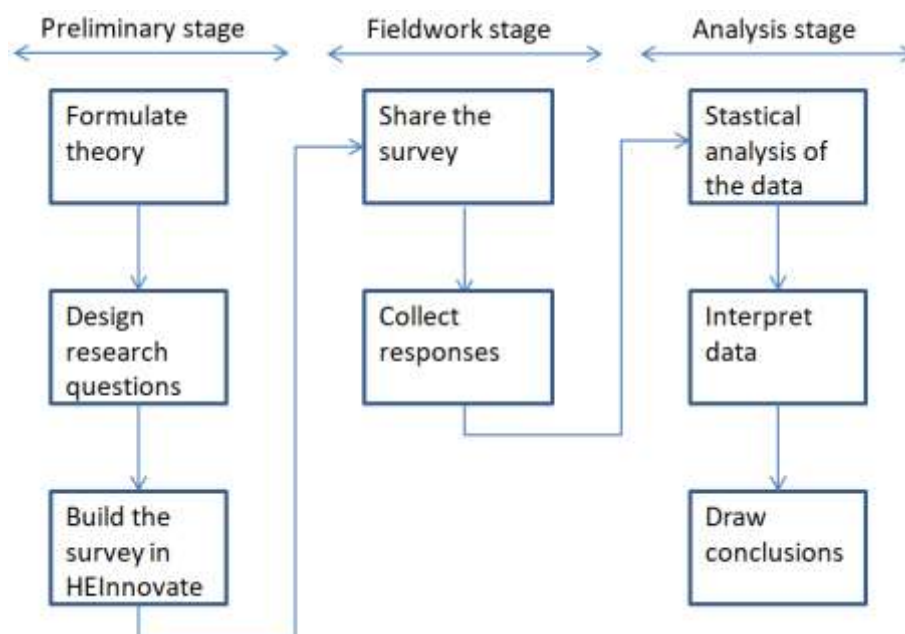 Preliminary stage
Formulate
theory
Design
research
questions
Build the
survey in
HEInnovate
Fieldwork stage
Share the
survey
Collect
responses
Analysis stage
Stastical
analysis of
the data
Interpret
data
Draw
conclusions